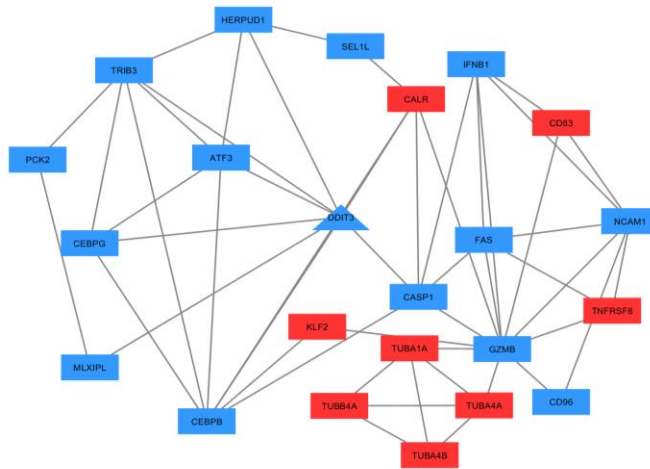 HERPUD1
SEL1L
IFNB1
TRIB3
CALR
CD83
PCK2
ATF3
DDIT3
NCAM1
CEBPG
FAS
CASP1
TNFRSF8
KLF2
TUBA1A
GZMB
MLXIPL
CEBPB
TUBB4A
TUBA4A
CD96
TUBA4B